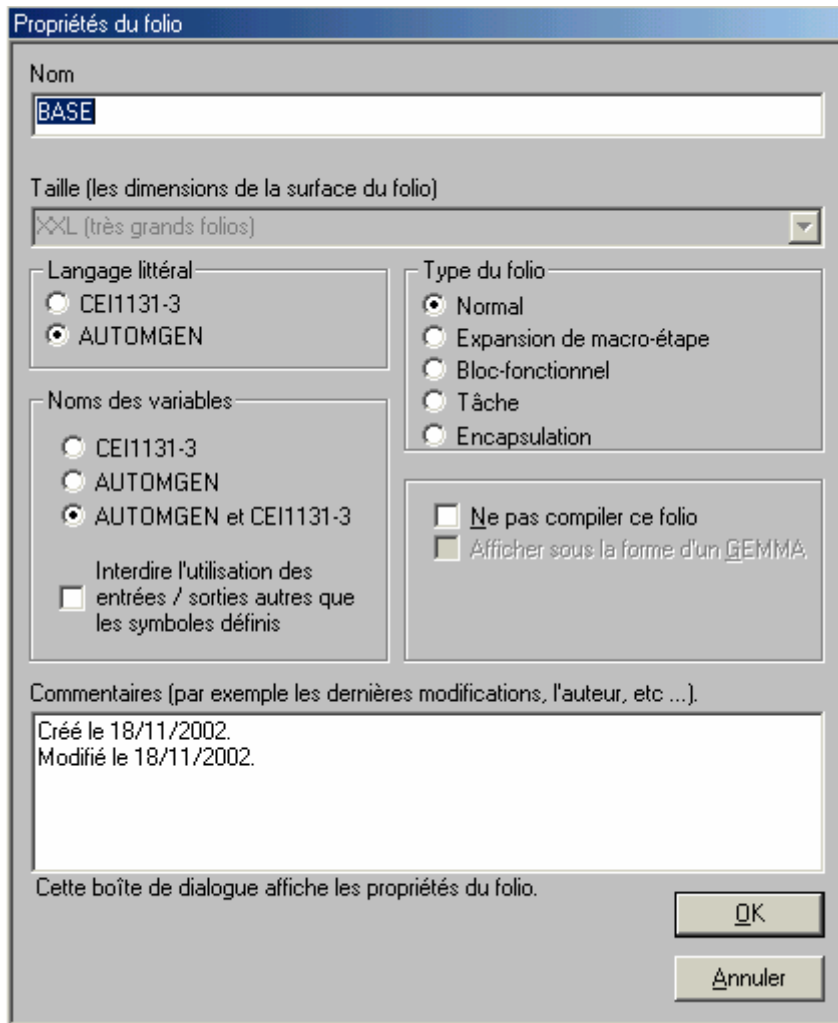 Propriétés du folio
Nom
BASE
Taille (les dimensions de la surface du folio)
XXL (très grands folios)
Langage littéral
CEI1131-3
AUTOMGEN
Type du folio
Normal
Expansion de macro-étape
Bloc-fonctionnel
Tâche
Encapsulation
Noms des variables
CEI1131-3
AUTOMGEN
AUTOMGEN et CEI1131-3
Interdire l'utilisation des
entrées / sorties autres que
les symboles définis
Ne pas compiler ce folio
Afficher sous la forme d'un GEMMA
Commentaires (par exemple les dernières modifications, l'auteur, etc ...).
Créé le 18/11/2002.
Modifié le 18/11/2002.
Cette boîte de dialogue affiche les propriétés du folio.
OK
Annuler